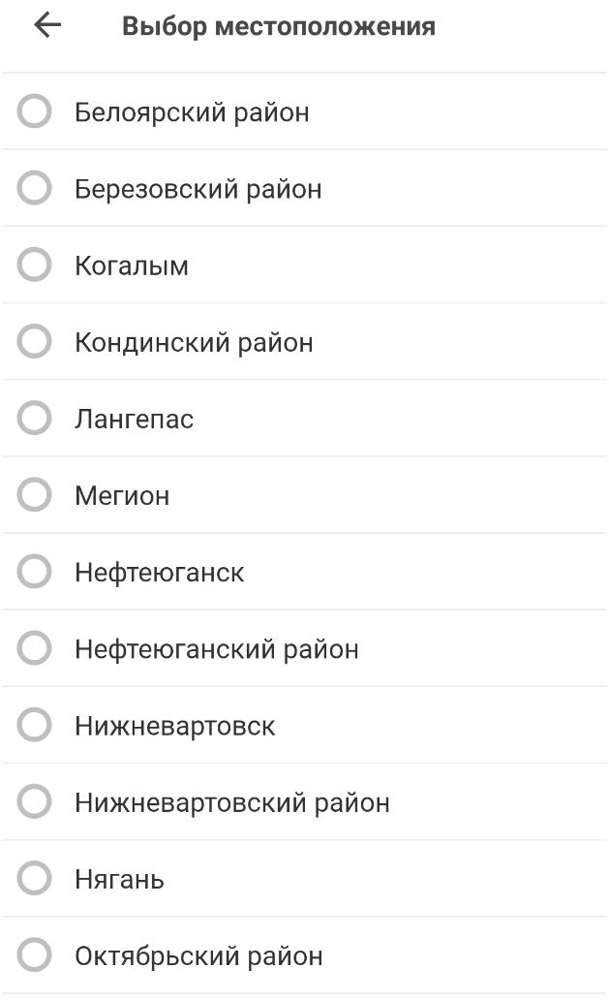 Выбор местоположения
Белоярский район
Березовский район
Когалым
Кондинский район
Лангепас
Мегион
Нефтеюганск
Нефтеюганский район
Нижневартовск
Нижневартовский район
Нягань
Октябрьский район